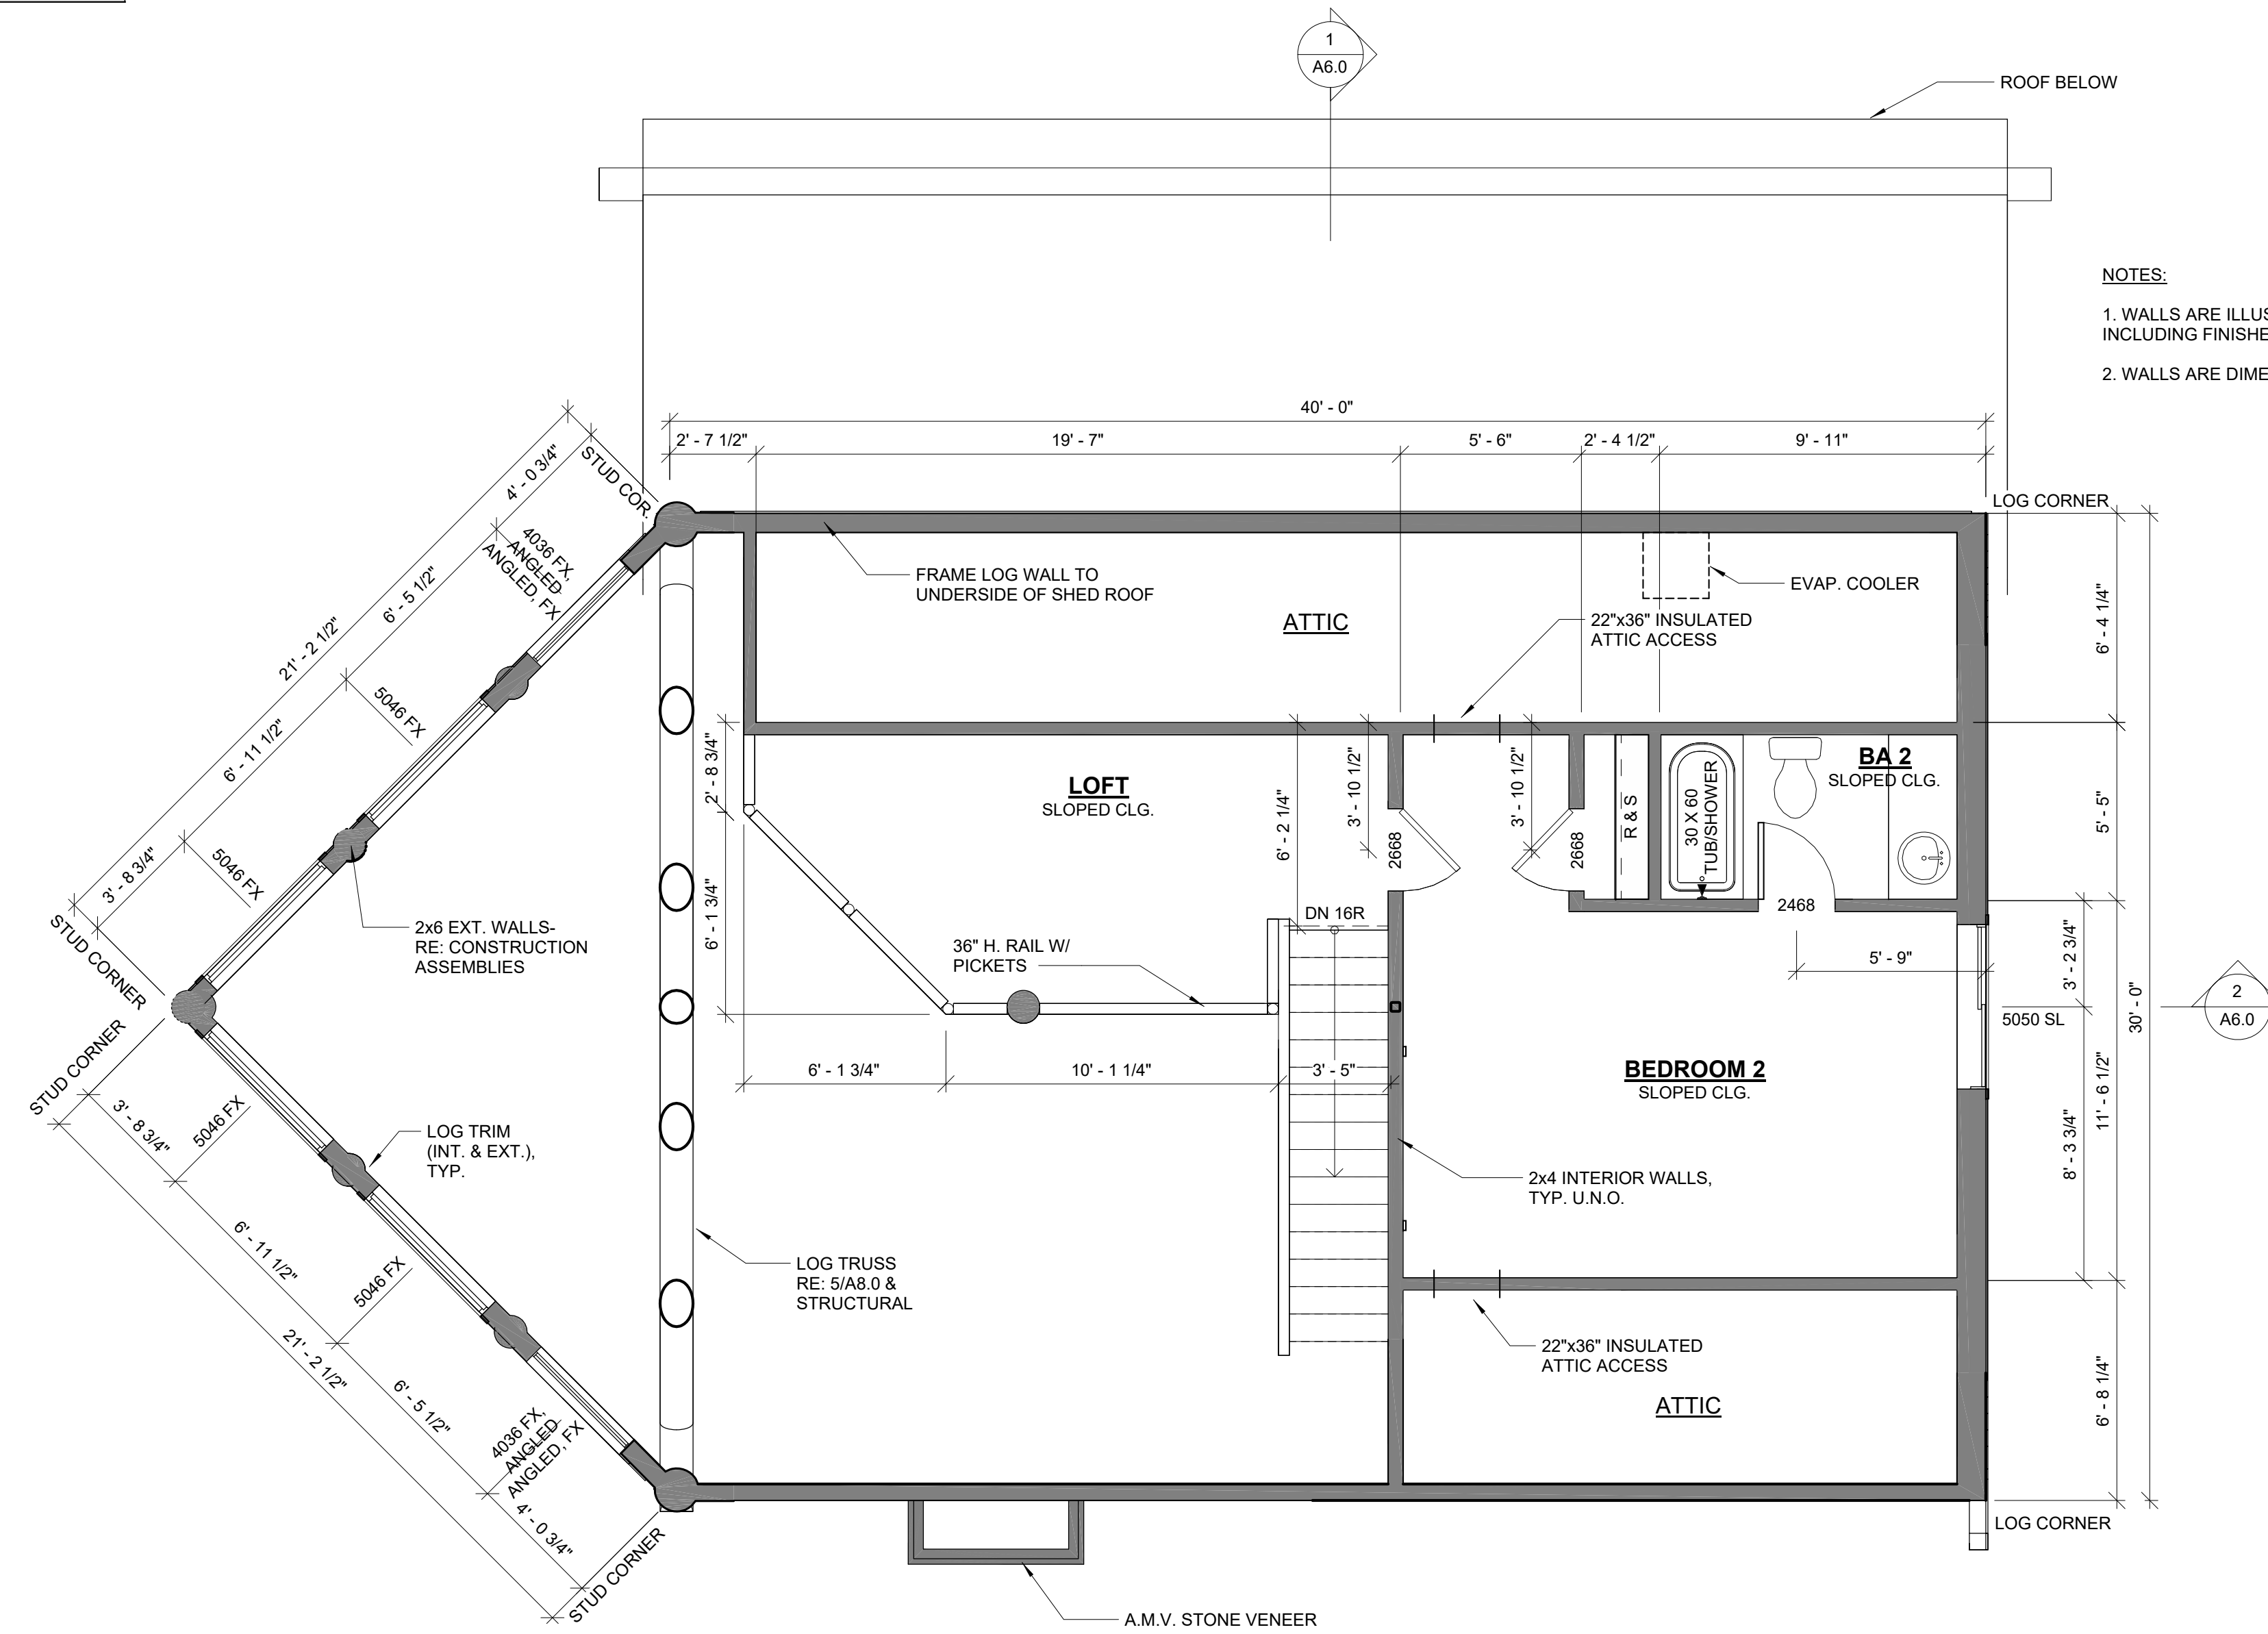 1
A6.0
ROOF BELOW
NOTES:
1. WALLS ARE ILLUS
INCLUDING FINISHE
2. WALLS ARE DIME
40' - 0"
2' - 7 1/2"
19' - 7"
5' - 6"
2' - 4 1/2"
9' - 11"
STUD COR.
4' - 0 3/4"
4036 FX,
ANGLED
ANGLED, FX
6' - 5 1/2"
21' - 2 1/2"
5046 FX
6' - 11 1/2"
5046 FX
3' - 8 3/4"
STUD CORNER
LOG CORNER
FRAME LOG WALL TO
UNDERSIDE OF SHED ROOF
ATTIC
EVAP. COOLER
22"x36" INSULATED
ATTIC ACCESS
6' - 4 1/4"
2' - 8 3/4"
LOFT
SLOPED CLG.
6' - 2 1/4"
3' - 10 1/2"
2668
3' - 10 1/2"
2668
R & S
30 X 60
TUB/SHOWER
BA 2
SLOPED CLG.
5' - 5"
6' - 1 3/4"
2x6 EXT. WALLS-
RE: CONSTRUCTION
ASSEMBLIES
36" H. RAIL W/
PICKETS
DN 16R
2468
5' - 9"
3' - 2 3/4"
5050 SL
30' - 0"
2
A6.0
STUD CORNER
6' - 1 3/4"
10' - 1 1/4"
3' - 5"
BEDROOM 2
SLOPED CLG.
11' - 6 1/2"
8' - 3 3/4"
3' - 8 3/4"
5046 FX
LOG TRIM
(INT. & EXT.),
TYP.
2x4 INTERIOR WALLS,
TYP. U.N.O.
6' - 11 1/2"
5046 FX
LOG TRUSS
RE: 5/A8.0 &
STRUCTURAL
21' - 2 1/2"
6' - 5 1/2"
4036 FX,
ANGLED
ANGLED, FX
22"x36" INSULATED
ATTIC ACCESS
ATTIC
6' - 8 1/4"
4' - 0 3/4"
STUD CORNER
LOG CORNER
A.M.V. STONE VENEER